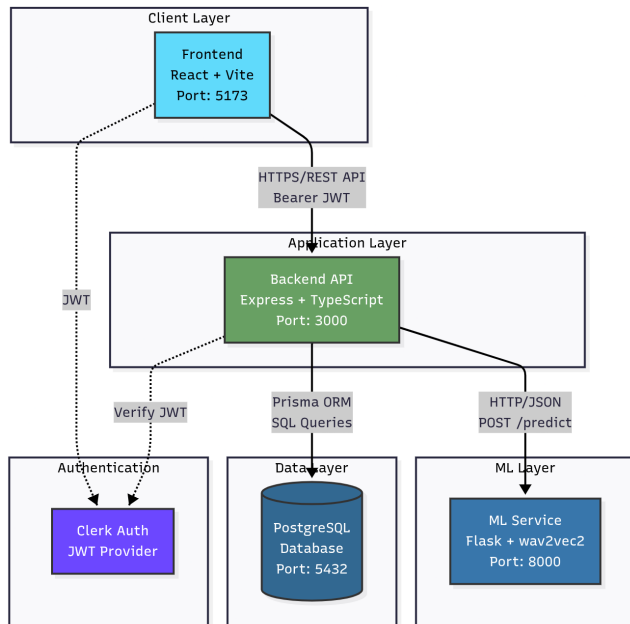 Client Layer
Frontend
React + Vite
Port: 5173
HTTPS/REST API
Bearer JWT
Application Layer
Backend API
Express + TypeScript
Port: 3000
JWT
Verify JWT
Prisma ORM
SQL Queries
HTTP/JSON
POST /predict
Authentication
Clerk Auth
JWT Provider
Data Layer
PostgreSQL
Database
Port: 5432
ML Layer
ML Service
Flask + wav2vec2
Port: 8000